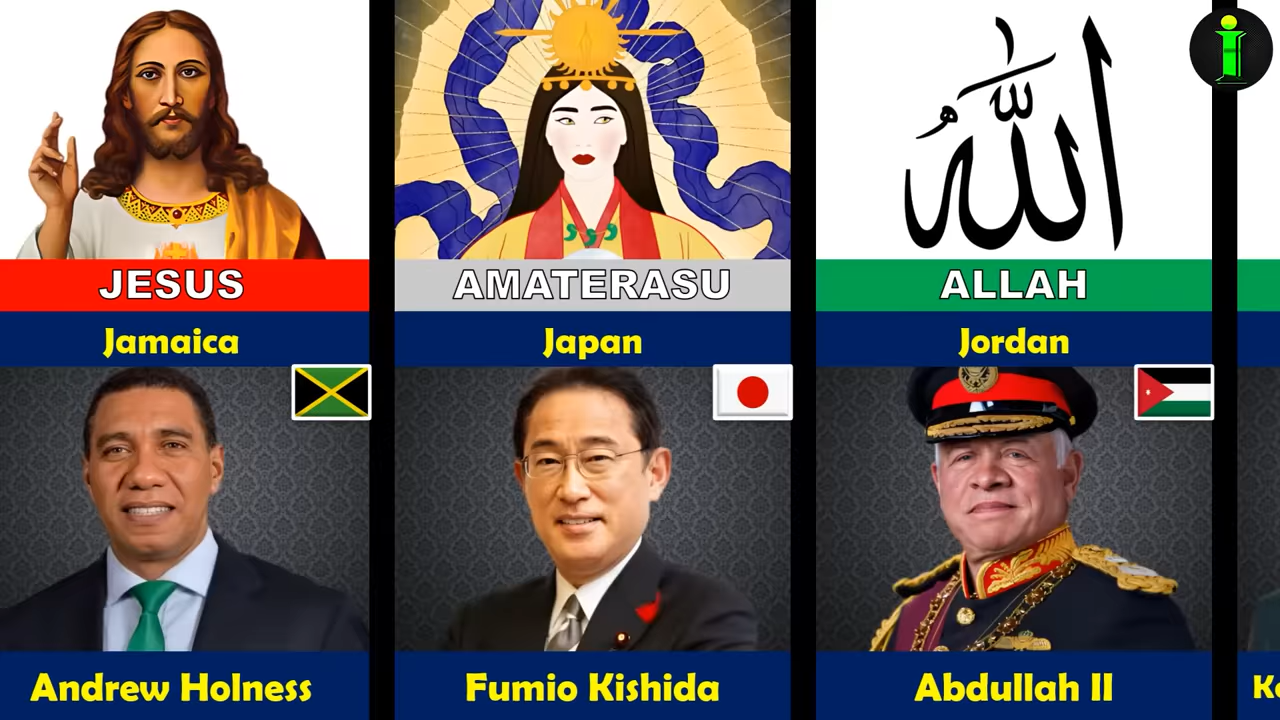 الله
JESUS
AMATERASU
ALLAH
Jamaica
Japan
Jordan
Andrew Holness
Fumio Kishida
Abdullah II